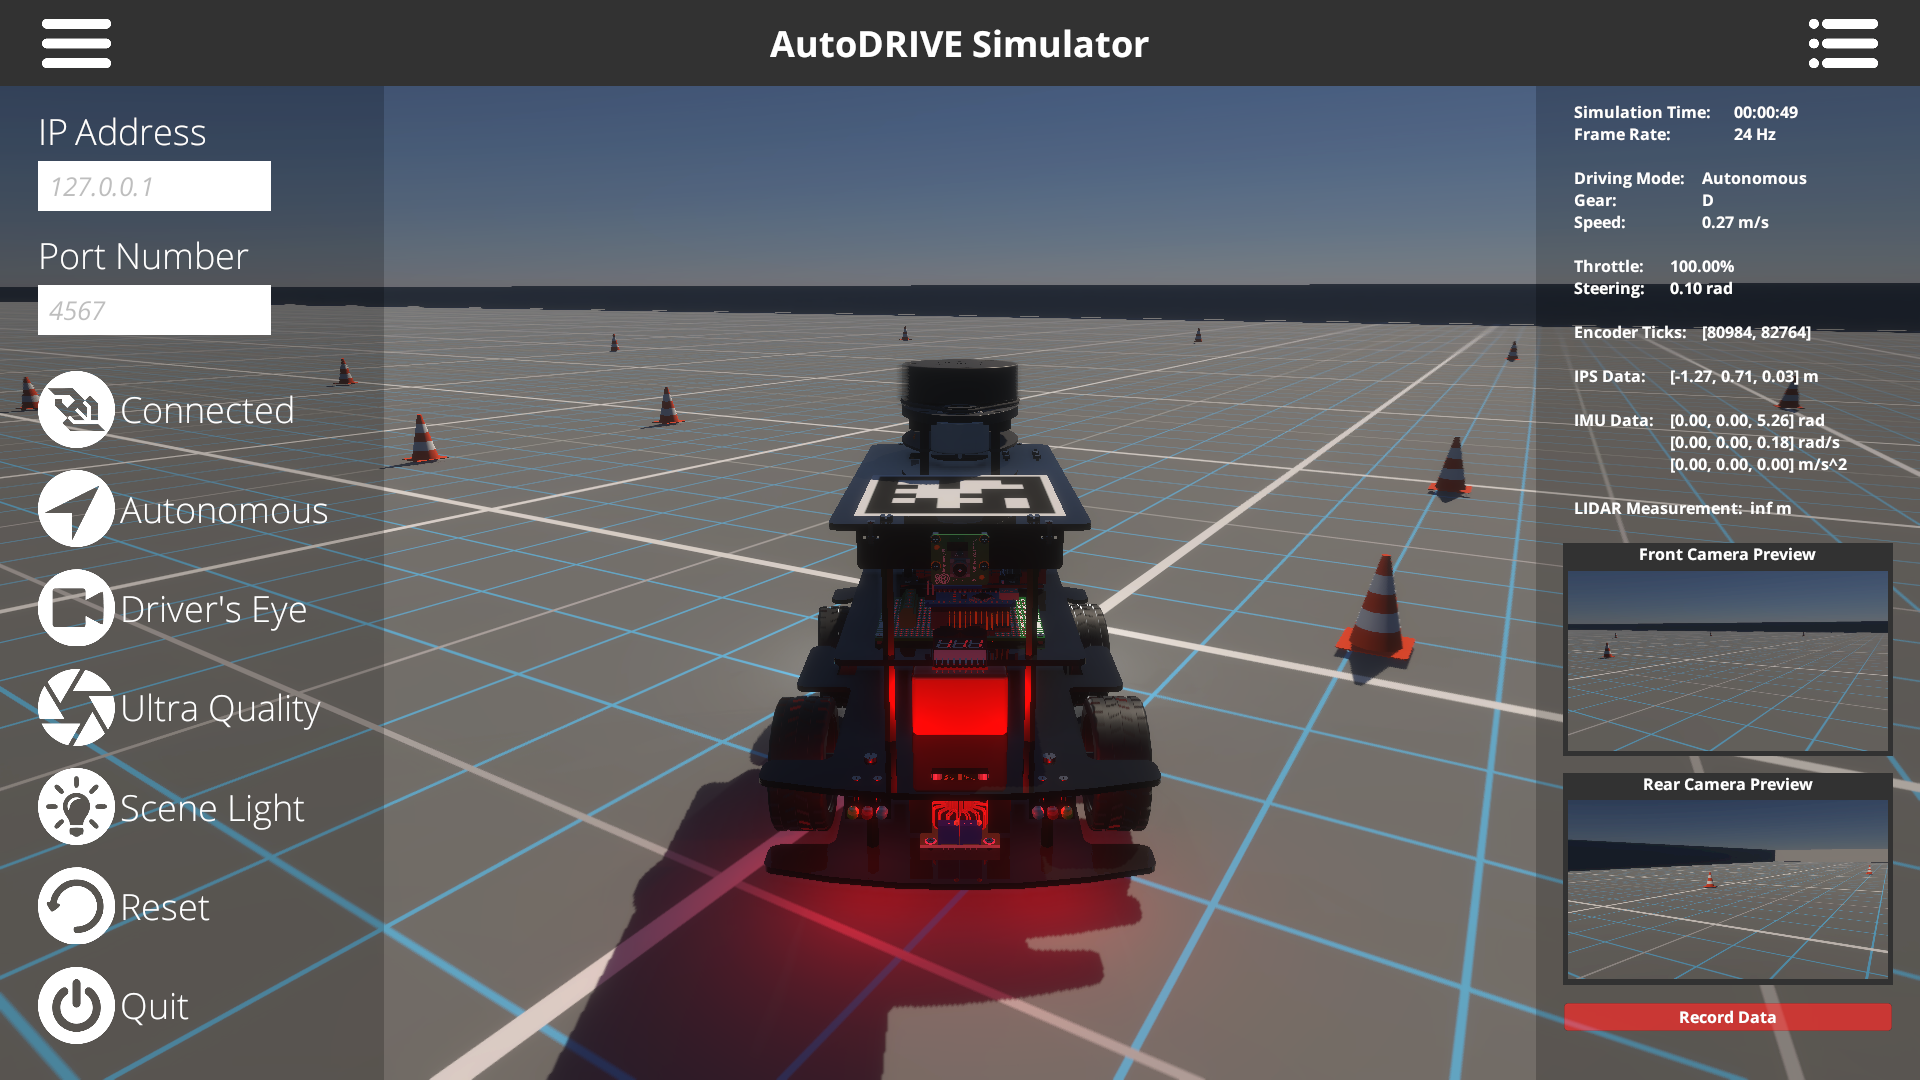 AutoDRIVE Simulator
IP Address
127.0.0.1
Port Number
4567
Connected
Autonomous
Driver's Eye
Ultra Quality
Scene Light
Reset
Quit
Simulation Time: 00:00:49
Frame Rate: 24 Hz
Driving Mode: Autonomous
Gear: D
Speed: 0.27 m/s
Throttle: 100.00%
Steering: 0.10 rad
Encoder Ticks: [80984, 82764]
IPS Data: [-1.27, 0.71, 0.03] m
IMU Data: [0.00, 0.00, 5.26] rad
[0.00, 0.00, 0.18] rad/s
[0.00, 0.00, 0.00] m/s^2
LIDAR Measurement: inf m
Front Camera Preview
Rear Camera Preview
Record Data